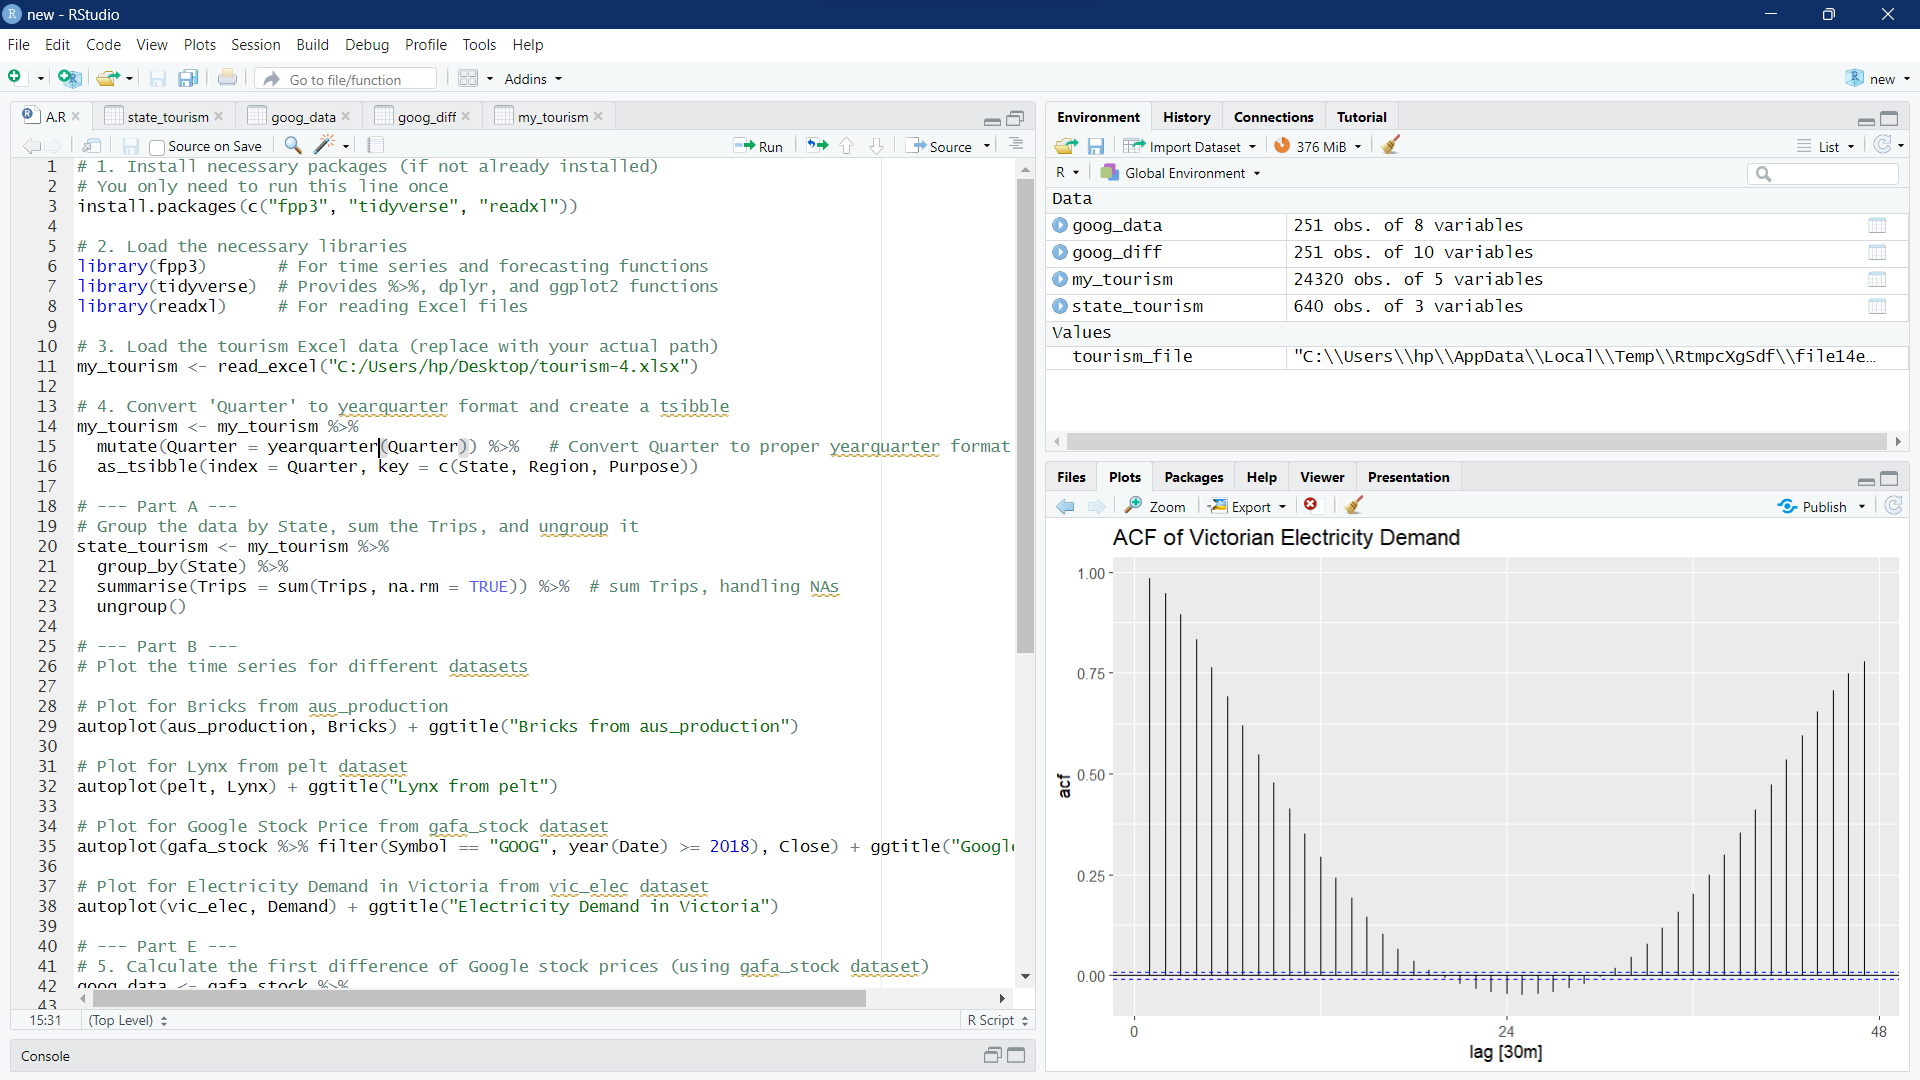 new - RStudio
File Edit Code View Plots Session Build Debug Profile Tools Help
Go to file/function Addins new
A.R state_tourism goog_data goog_diff my_tourism
Source on Save Run Source
1 # 1. Install necessary packages (if not already installed)
2 # You only need to run this line once
3 install.packages(c("fpp3", "tidyverse", "readxl"))
4
5 # 2. Load the necessary libraries
6 library(fpp3) # For time series and forecasting functions
7 library(tidyverse) # Provides %>%, dplyr, and ggplot2 functions
8 library(readxl) # For reading Excel files
9
10 # 3. Load the tourism Excel data (replace with your actual path)
11 my_tourism <- read_excel("C:/Users/hp/Desktop/tourism-4.xlsx")
12
13 # 4. Convert 'Quarter' to yearquarter format and create a tsibble
14 my_tourism <- my_tourism %>%
15 mutate(Quarter = yearquarter(Quarter)) %>% # Convert Quarter to proper yearquarter format
16 as_tsibble(index = Quarter, key = c(State, Region, Purpose))
17
18 # --- Part A ---
19 # Group the data by State, sum the Trips, and ungroup it
20 state_tourism <- my_tourism %>%
21 group_by(State) %>%
22 summarise(Trips = sum(Trips, na.rm = TRUE)) %>% # sum Trips, handling NAs
23 ungroup()
24
25 # --- Part B ---
26 # Plot the time series for different datasets
27
28 # Plot for Bricks from aus_production
29 autoplot(aus_production, Bricks) + ggtitle("Bricks from aus_production")
30
31 # Plot for Lynx from pelt dataset
32 autoplot(pelt, Lynx) + ggtitle("Lynx from pelt")
33
34 # Plot for Google Stock Price from gafa_stock dataset
35 autoplot(gafa_stock %>% filter(Symbol == "GOOG", year(Date) >= 2018), Close) + ggtitle("Googl
36
37 # Plot for Electricity Demand in Victoria from vic_elec dataset
38 autoplot(vic_elec, Demand) + ggtitle("Electricity Demand in Victoria")
39
40 # --- Part E ---
41 # 5. Calculate the first difference of Google stock prices (using gafa_stock dataset)
42 goog_data <- gafa_stock %>%
43
15:31 (Top Level) R Script
Console
Environment History Connections Tutorial
Import Dataset 376 MiB List
R Global Environment
Data
goog_data 251 obs. of 8 variables
goog_diff 251 obs. of 10 variables
my_tourism 24320 obs. of 5 variables
state_tourism 640 obs. of 3 variables
Values
tourism_file "C:\\Users\\hp\\AppData\\Local\\Temp\\RtmpcXgSdf\\file14e…
Files Plots Packages Help Viewer Presentation
Zoom Export Publish
ACF of Victorian Electricity Demand
1.00
0.75
0.50
0.25
0.00
acf
0 24 48
lag [30m]